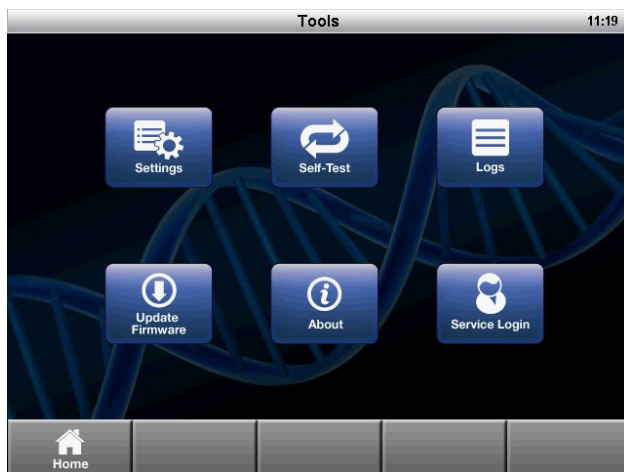 Tools
11:19
Settings
Self-Test
Logs
Update
Firmware
About
Service Login
Home